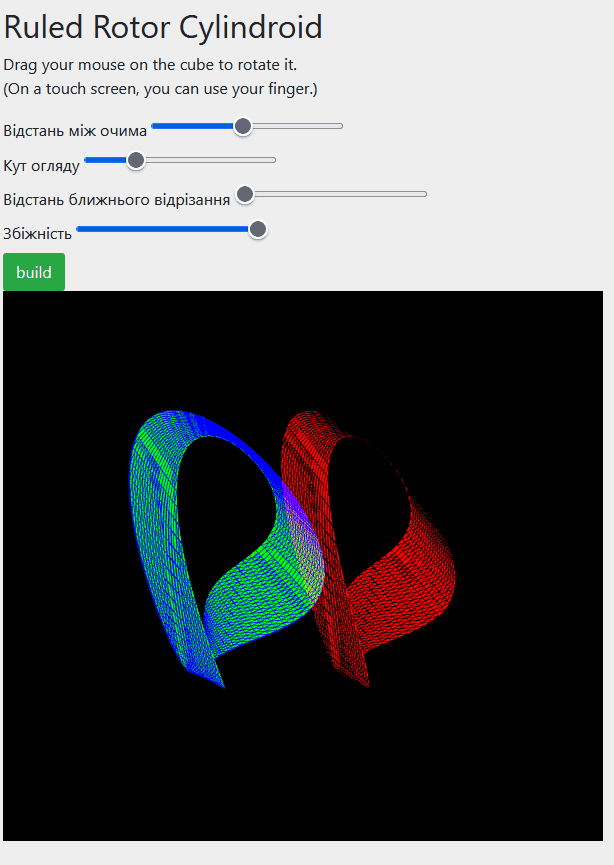 Ruled Rotor Cylindroid
Drag your mouse on the cube to rotate it.
(On a touch screen, you can use your finger.)
Відстань між очима
Кут огляду
Відстань ближнього відрізання
Збіжність
build